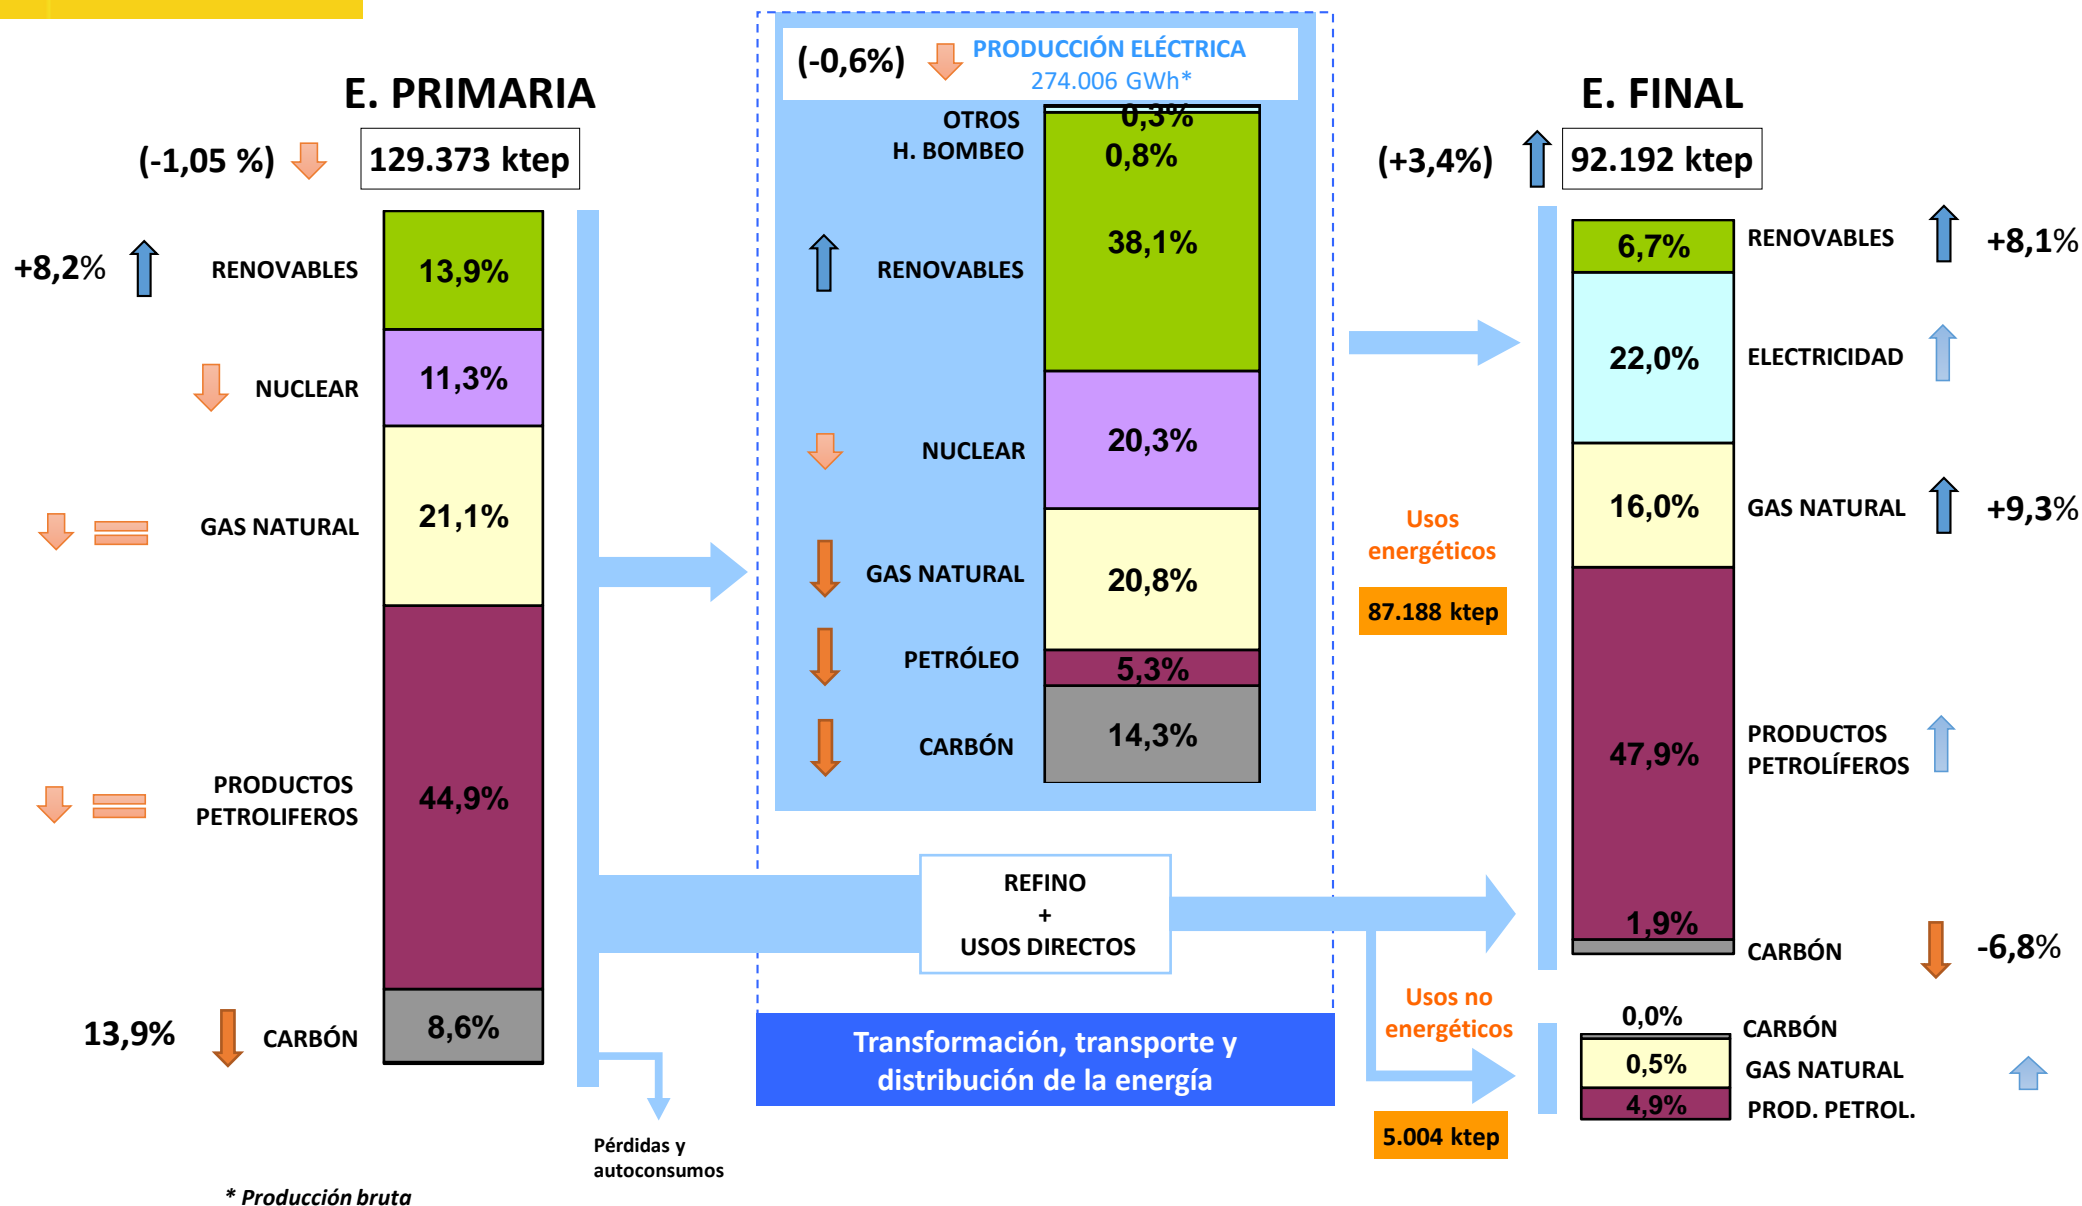 E. PRIMARIA
(-1,05 %)
129.373 ktep
+8,2%
RENOVABLES
13,9%
NUCLEAR
11,3%
GAS NATURAL
21,1%
PRODUCTOS
PETROLIFEROS
44,9%
13,9%
CARBÓN
8,6%
Pérdidas y
autoconsumos
* Producción bruta
(-0,6%)
PRODUCCIÓN ELÉCTRICA
274.006 GWh*
OTROS
0,3%
H. BOMBEO
0,8%
RENOVABLES
38,1%
NUCLEAR
20,3%
GAS NATURAL
20,8%
PETRÓLEO
5,3%
CARBÓN
14,3%
REFINO
+
USOS DIRECTOS
Transformación, transporte y
distribución de la energía
E. FINAL
(+3,4%)
92.192 ktep
Usos
energéticos
87.188 ktep
6,7%
RENOVABLES
+8,1%
22,0%
ELECTRICIDAD
16,0%
GAS NATURAL
+9,3%
47,9%
PRODUCTOS
PETROLÍFEROS
1,9%
CARBÓN
-6,8%
Usos no
energéticos
5.004 ktep
0,0%
CARBÓN
0,5%
GAS NATURAL
4,9%
PROD. PETROL.